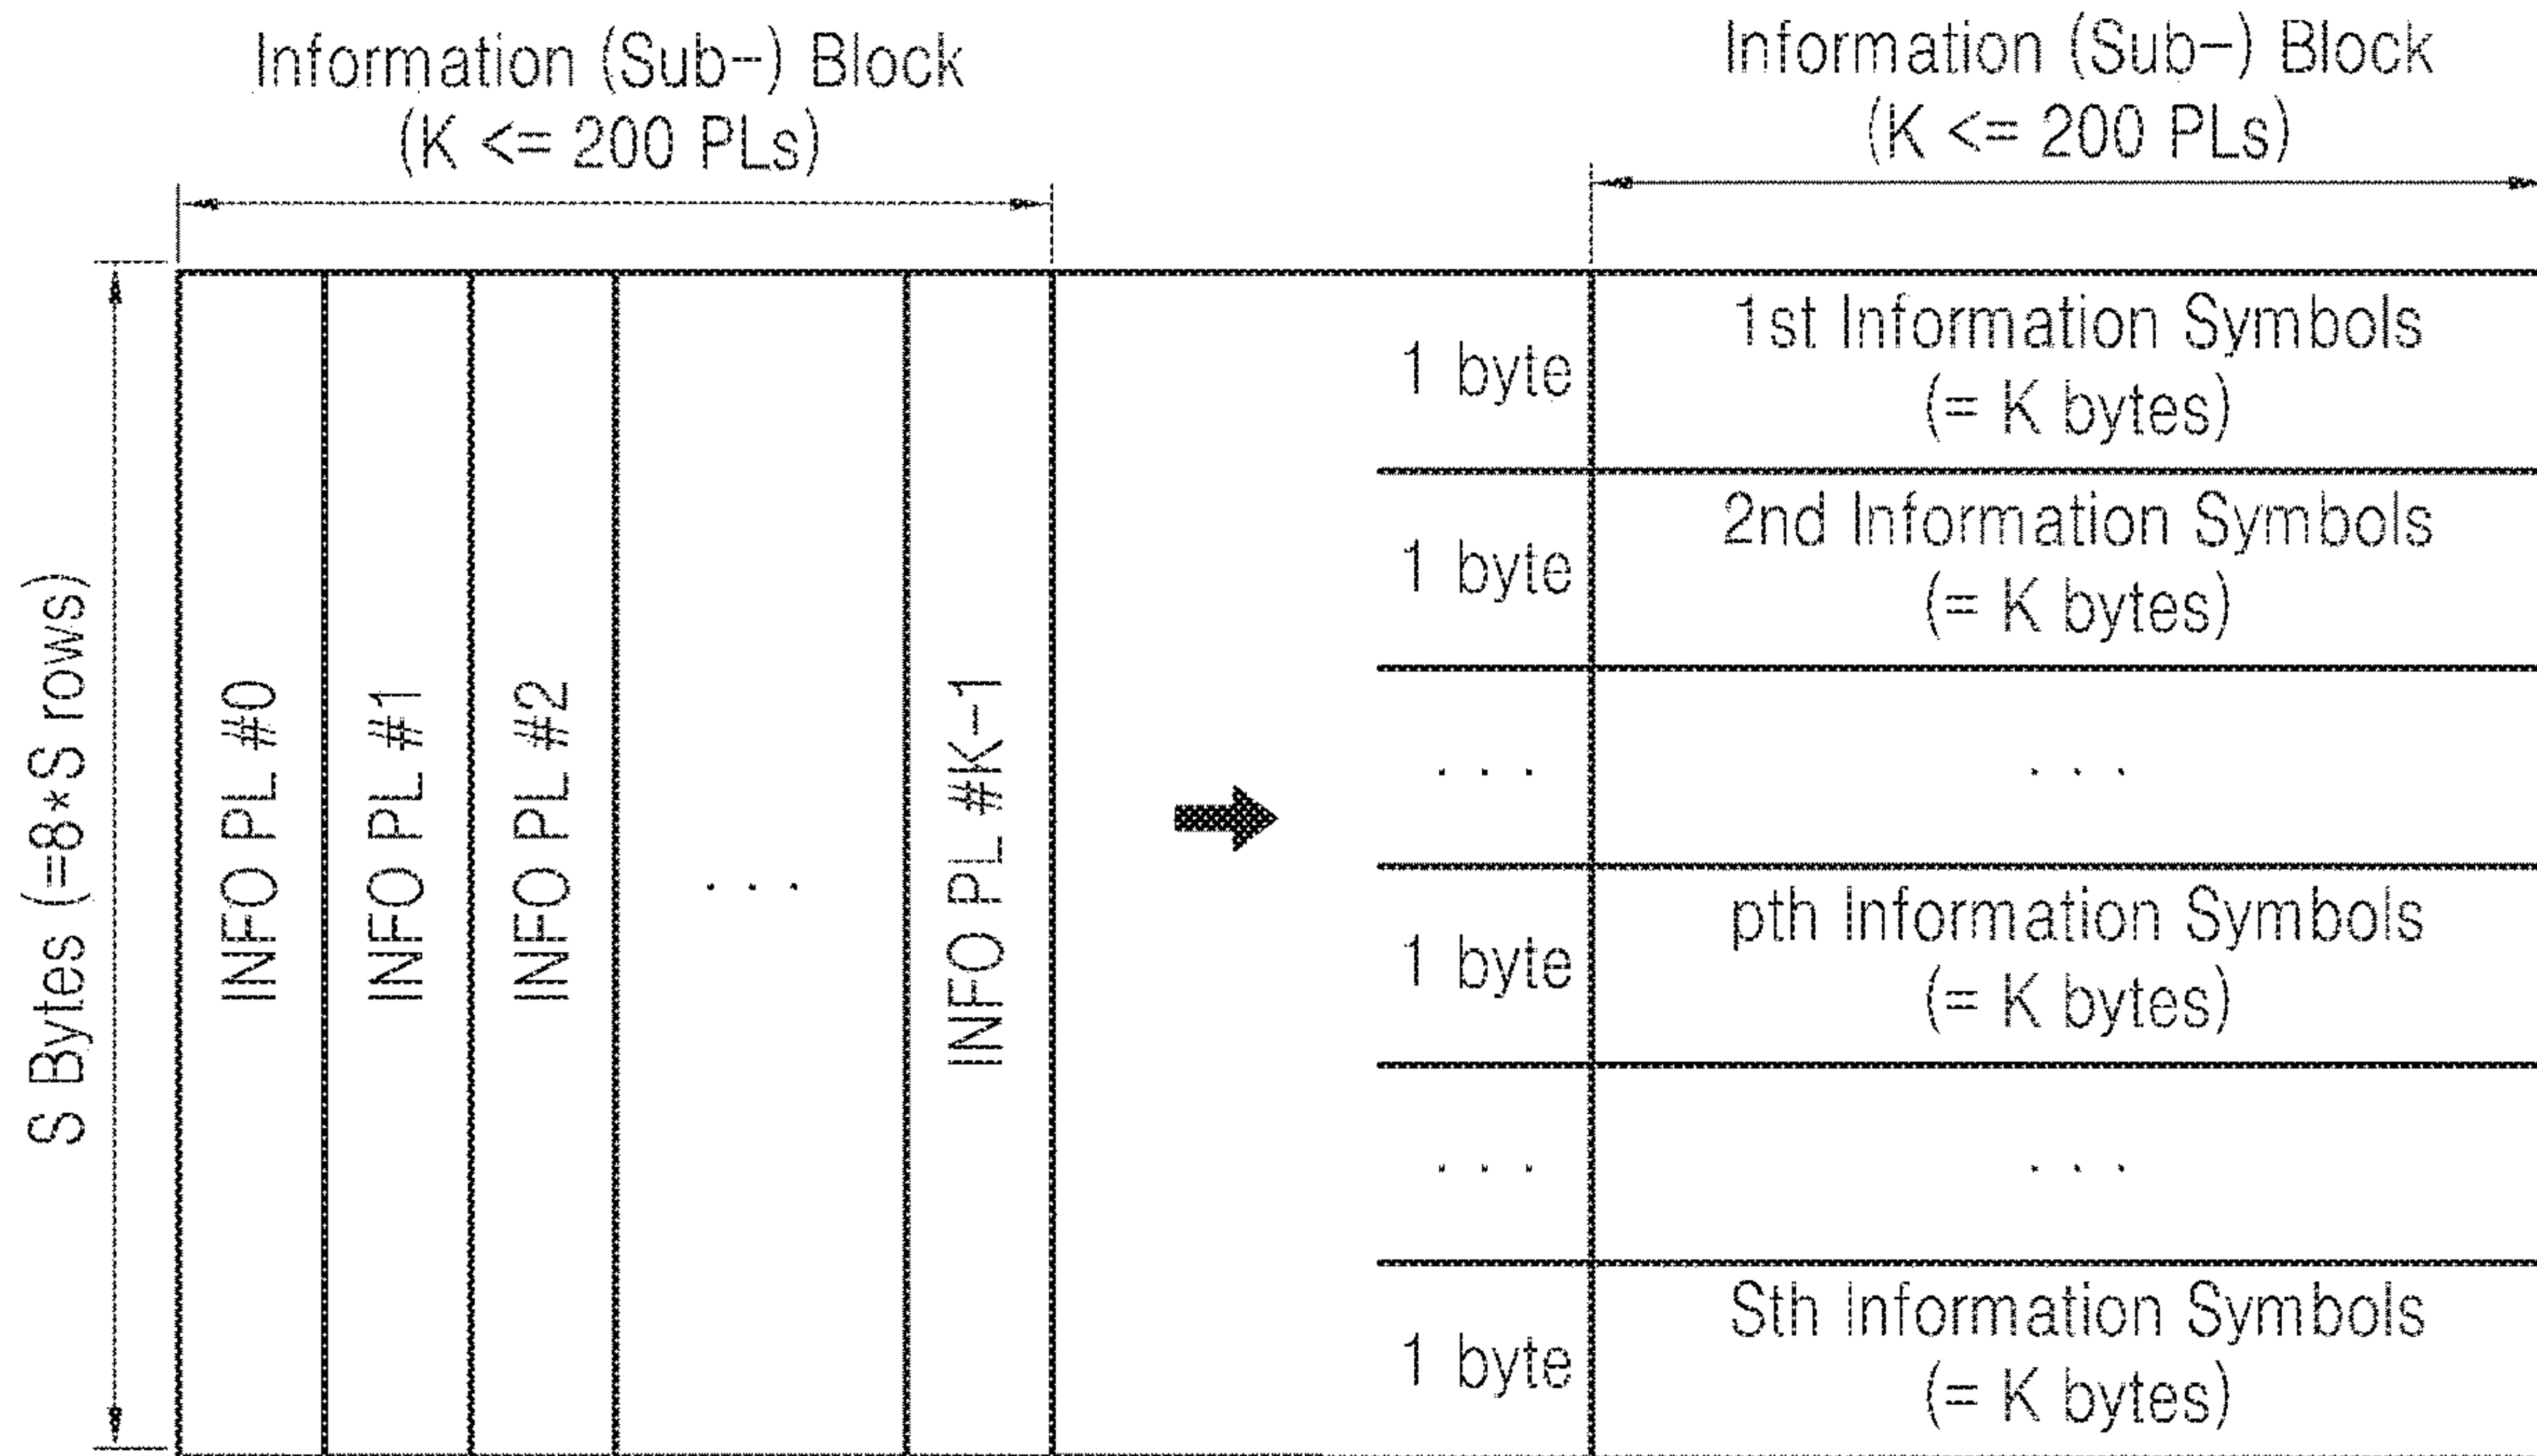 Information (Sub-) Block
(K <= 200 PLs)
S Bytes (=8*S rows)
INFO PL #0
INFO PL #1
INFO PL #2
. . .
INFO PL #K-1
Information (Sub-) Block
(K <= 200 PLs)
1 byte
1st Information Symbols
(= K bytes)
1 byte
2nd Information Symbols
(= K bytes)
. . .
. . .
1 byte
pth Information Symbols
(= K bytes)
. . .
. . .
1 byte
Sth Information Symbols
(= K bytes)